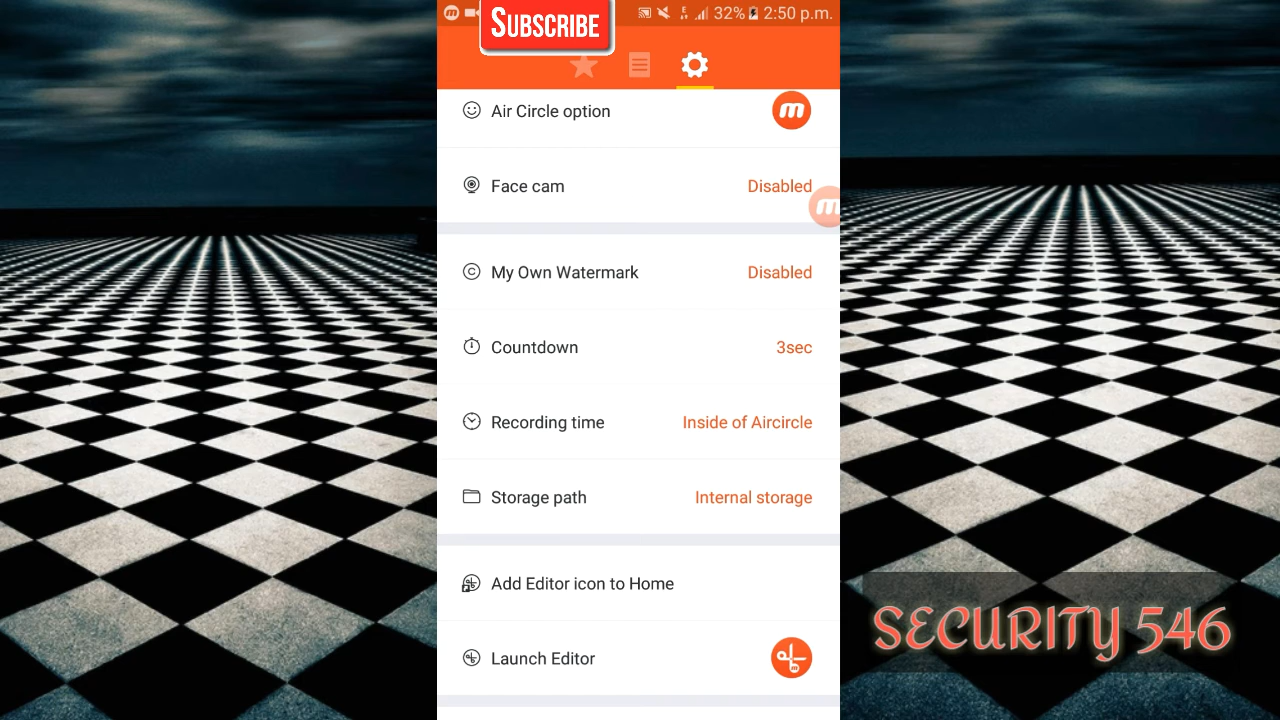 SUBSCRIBE
32% 2:50 p.m.
Air Circle option
Face cam Disabled
My Own Watermark Disabled
Countdown 3sec
Recording time Inside of Aircircle
Storage path Internal storage
Add Editor icon to Home
Launch Editor
SECURITY 546